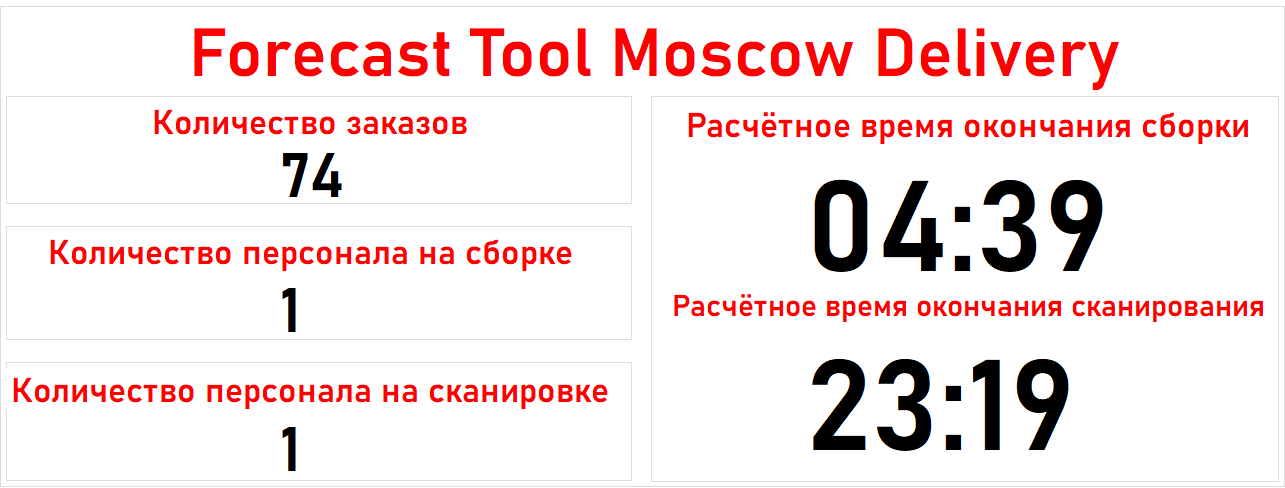 Forecast Tool Moscow Delivery
Количество заказов
74
Количество персонала на сборке
1
Количество персонала на сканировке
1
Расчётное время окончания сборки
04:39
Расчётное время окончания сканирования
23:19